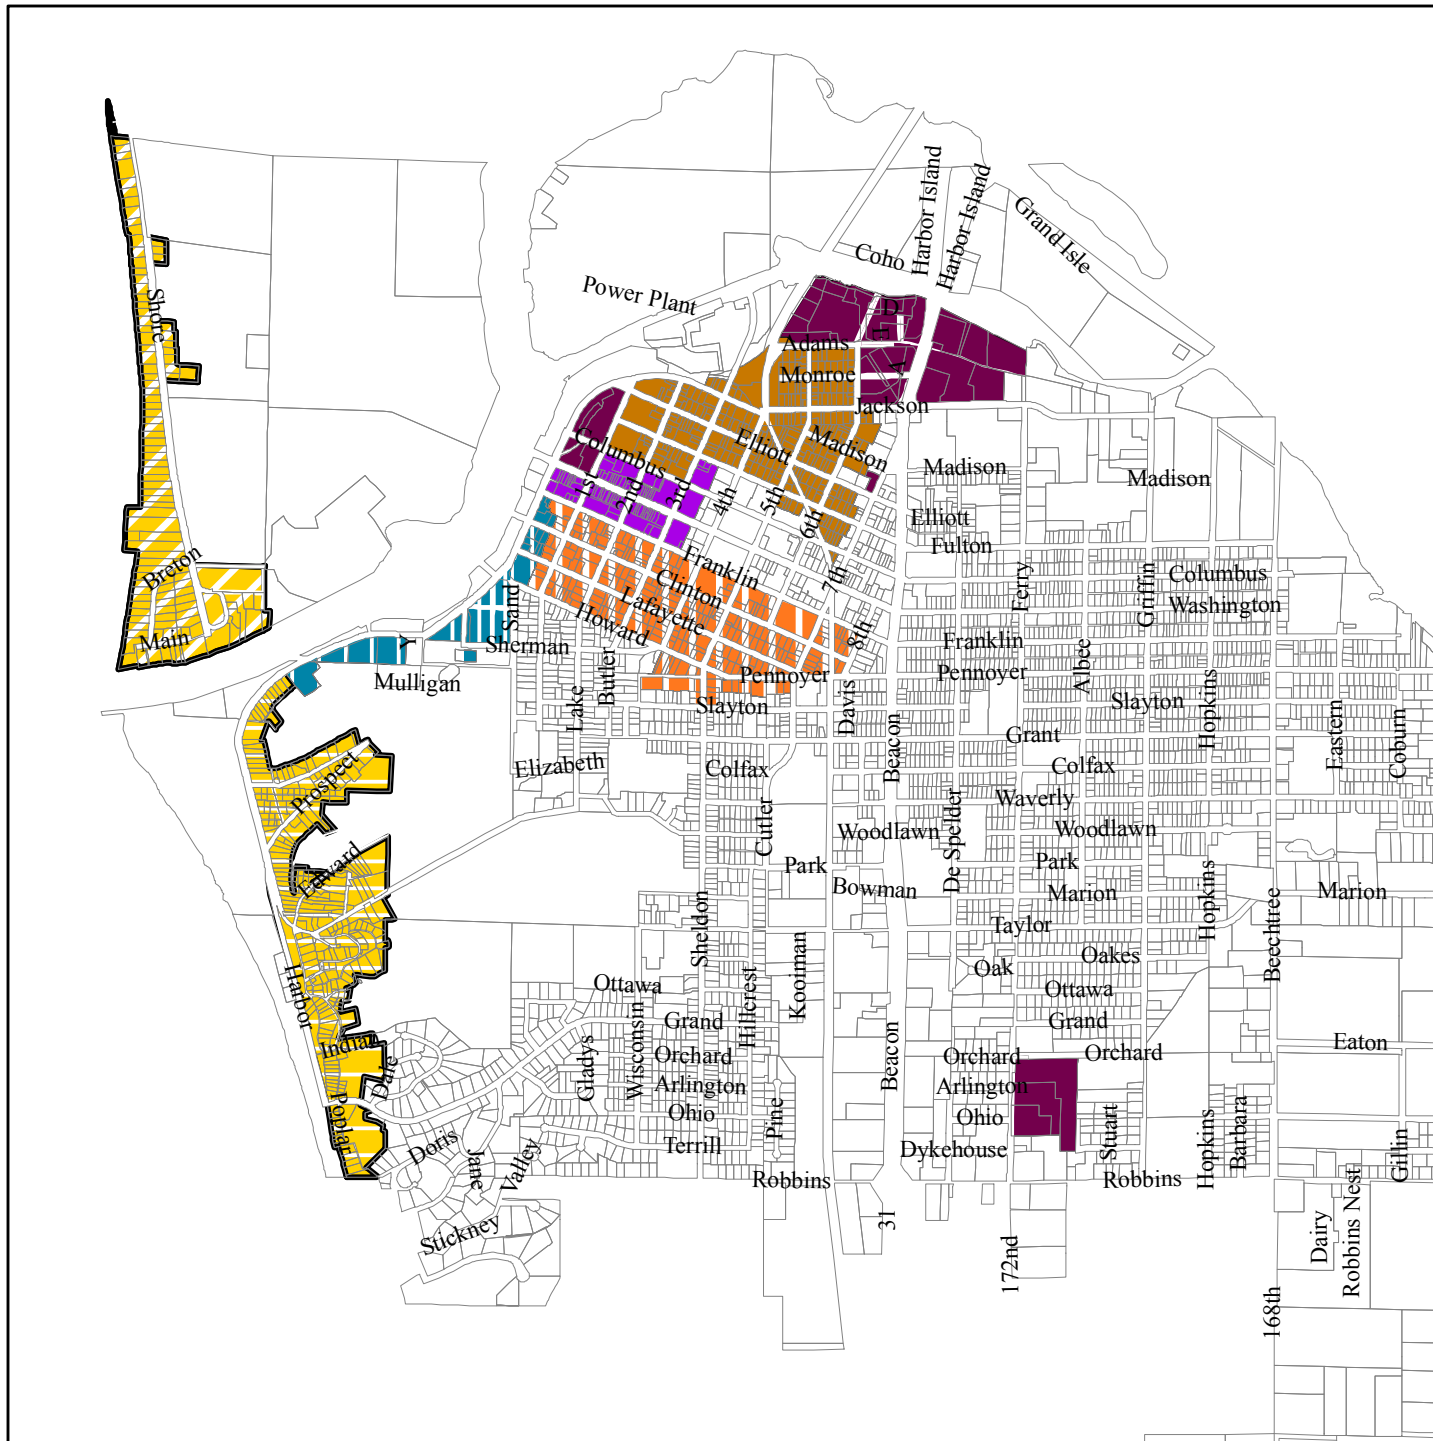 Harbor Island
Harbor Island
Grand Isle
Coho
Power Plant
Shore
D
E
Adams
Monroe
A
Jackson
Columbus
Elliott
Madison
Madison
Madison
1st
2nd
3rd
4th
5th
6th
7th
8th
Elliott
Fulton
Breton
Main
Franklin
Clinton
Lafayette
Howard
Ferry
Griffin
Columbus
Washington
Sand
Sherman
Y
Mulligan
Butler
Lake
Franklin
Pennoyer
Pennoyer
Albee
Slayton
Slayton
Davis
Beacon
Hopkins
Eastern
Coburn
Grant
Elizabeth
Colfax
Colfax
Prospect
Cutler
De Spelder
Waverly
Woodlawn
Woodlawn
Edward
Park
Park
Bowman
Marion
Marion
Hopkins
Taylor
Sheldon
Beechtree
Oak
Oakes
Harbor
Ottawa
Ottawa
Hillcrest
Kooiman
Wisconsin
Grand
Grand
Indian
Dale
Gladys
Orchard
Beacon
Orchard
Orchard
Eaton
Arlington
Arlington
Ohio
Ohio
Poplar
Doris
Pine
Stuart
Hopkins
Barbara
Gillin
Terrill
Dykehouse
Jane
Valley
Robbins
Robbins
Stickney
31
172nd
Dairy
Robbins Nest
168th